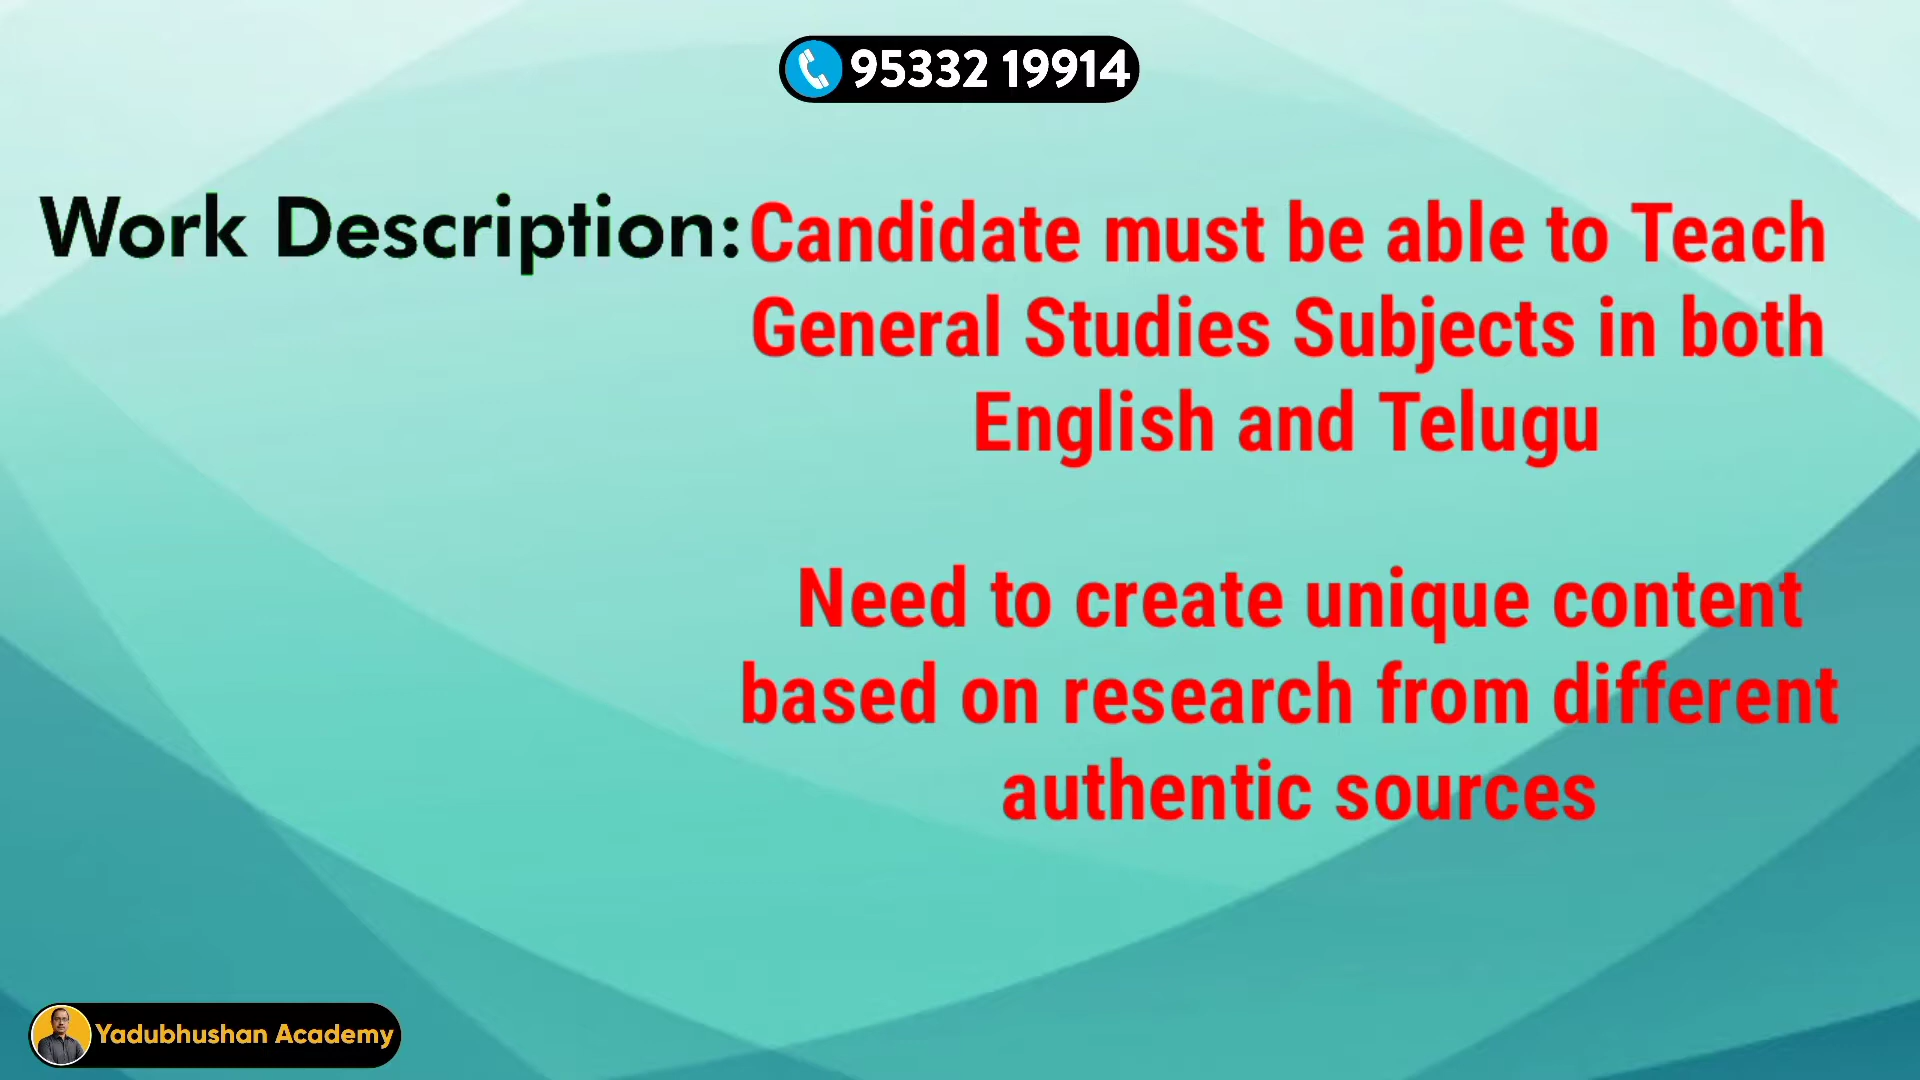 95332 19914
Work Description:
Candidate must be able to Teach
General Studies Subjects in both
English and Telugu
Need to create unique content
based on research from different
authentic sources
Yadubhushan Academy